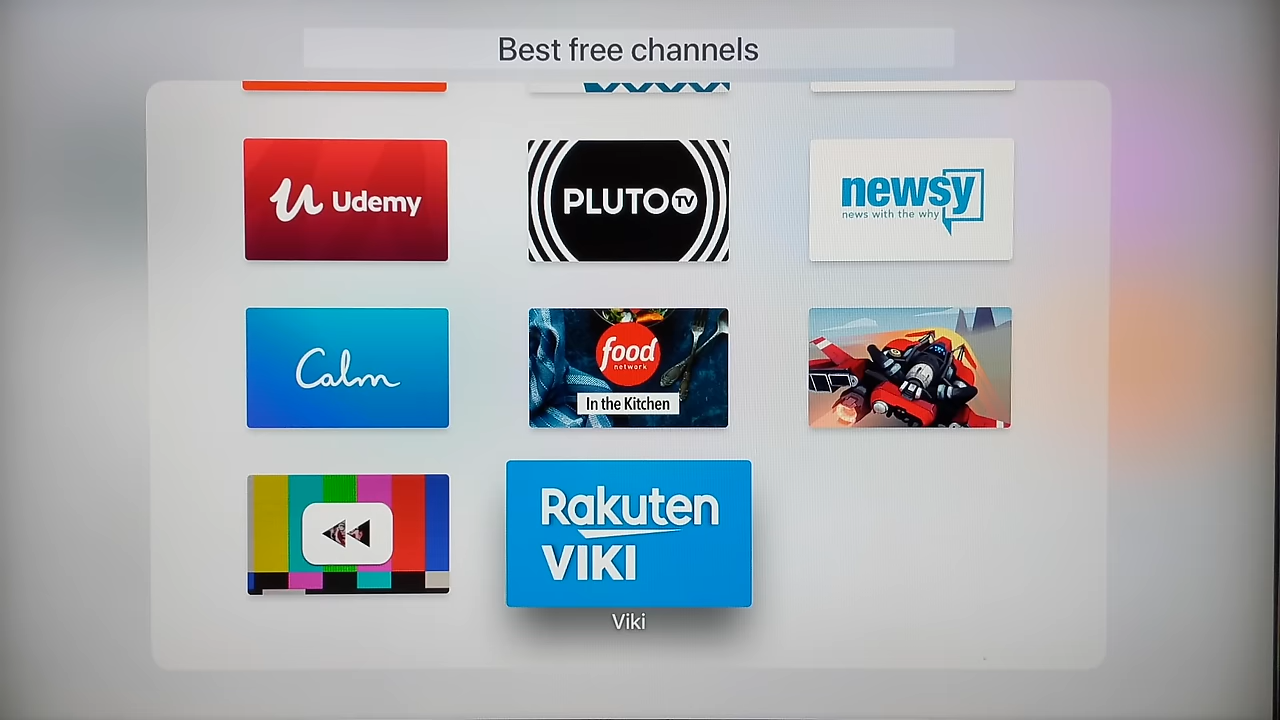 Best free channels
Udemy
PLUTO TV
newsy
news with the why
Calm
food
network
In the Kitchen
Rakuten
VIKI
Viki